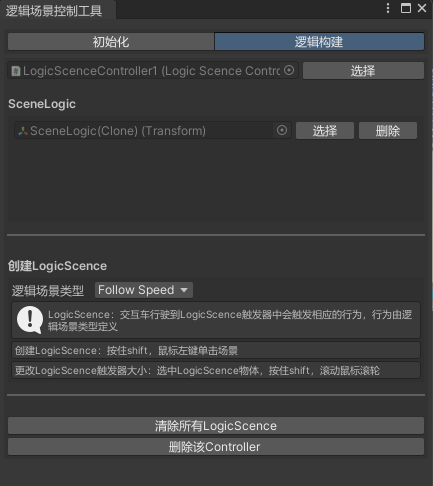 逻辑场景控制工具
初始化 逻辑构建
LogicScenceController1 (Logic Scence Contro 选择
SceneLogic
SceneLogic(Clone) (Transform) 选择 删除
创建LogicScence
逻辑场景类型 Follow Speed
LogicScence：交互车行驶到LogicScence触发器中会触发相应的行为，行为由
逻辑场景类型定义
创建LogicScence：按住shift，鼠标左键单击场景
更改LogicScence触发器大小：选中LogicScence物体，按住shift，滚动鼠标滚轮
清除所有LogicScence
删除该Controller